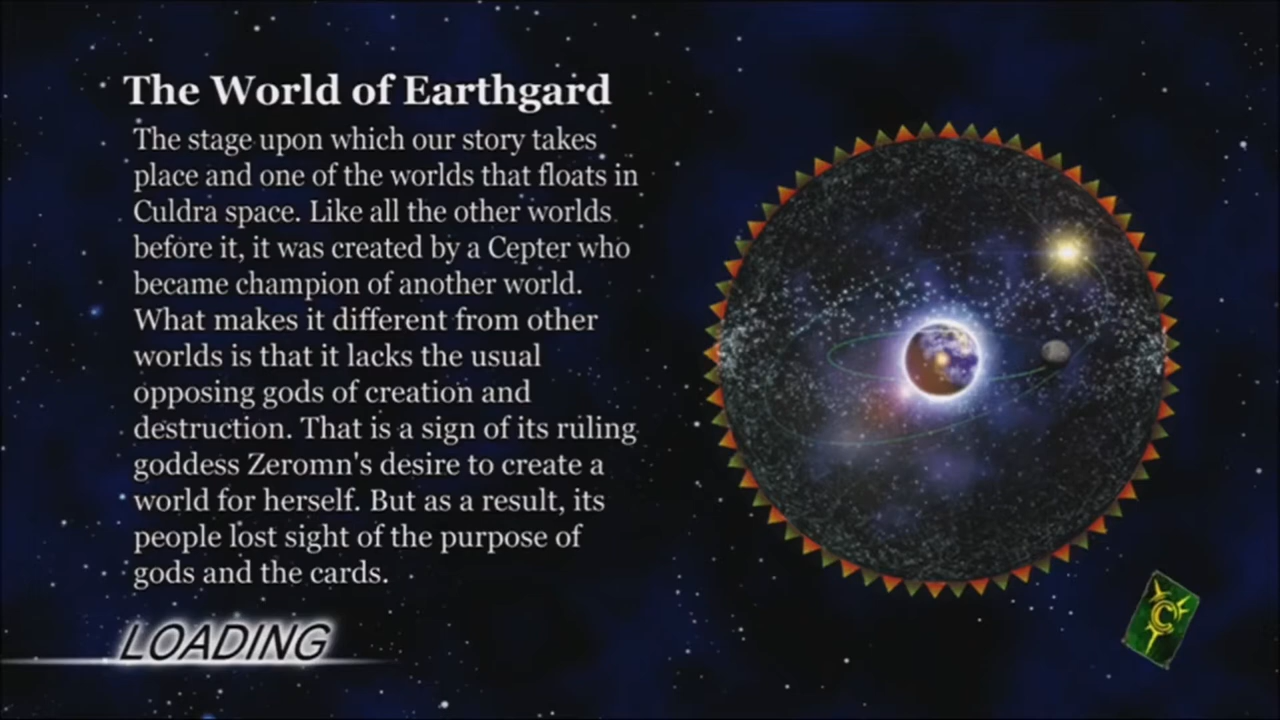 The World of Earthgard
The stage upon which our story takes
place and one of the worlds that floats in
Culdra space. Like all the other worlds
before it, it was created by a Cepter who
became champion of another world.
What makes it different from other
worlds is that it lacks the usual
opposing gods of creation and
destruction. That is a sign of its ruling
goddess Zeromn's desire to create a
world for herself. But as a result, its
people lost sight of the purpose of
gods and the cards.
LOADING
C